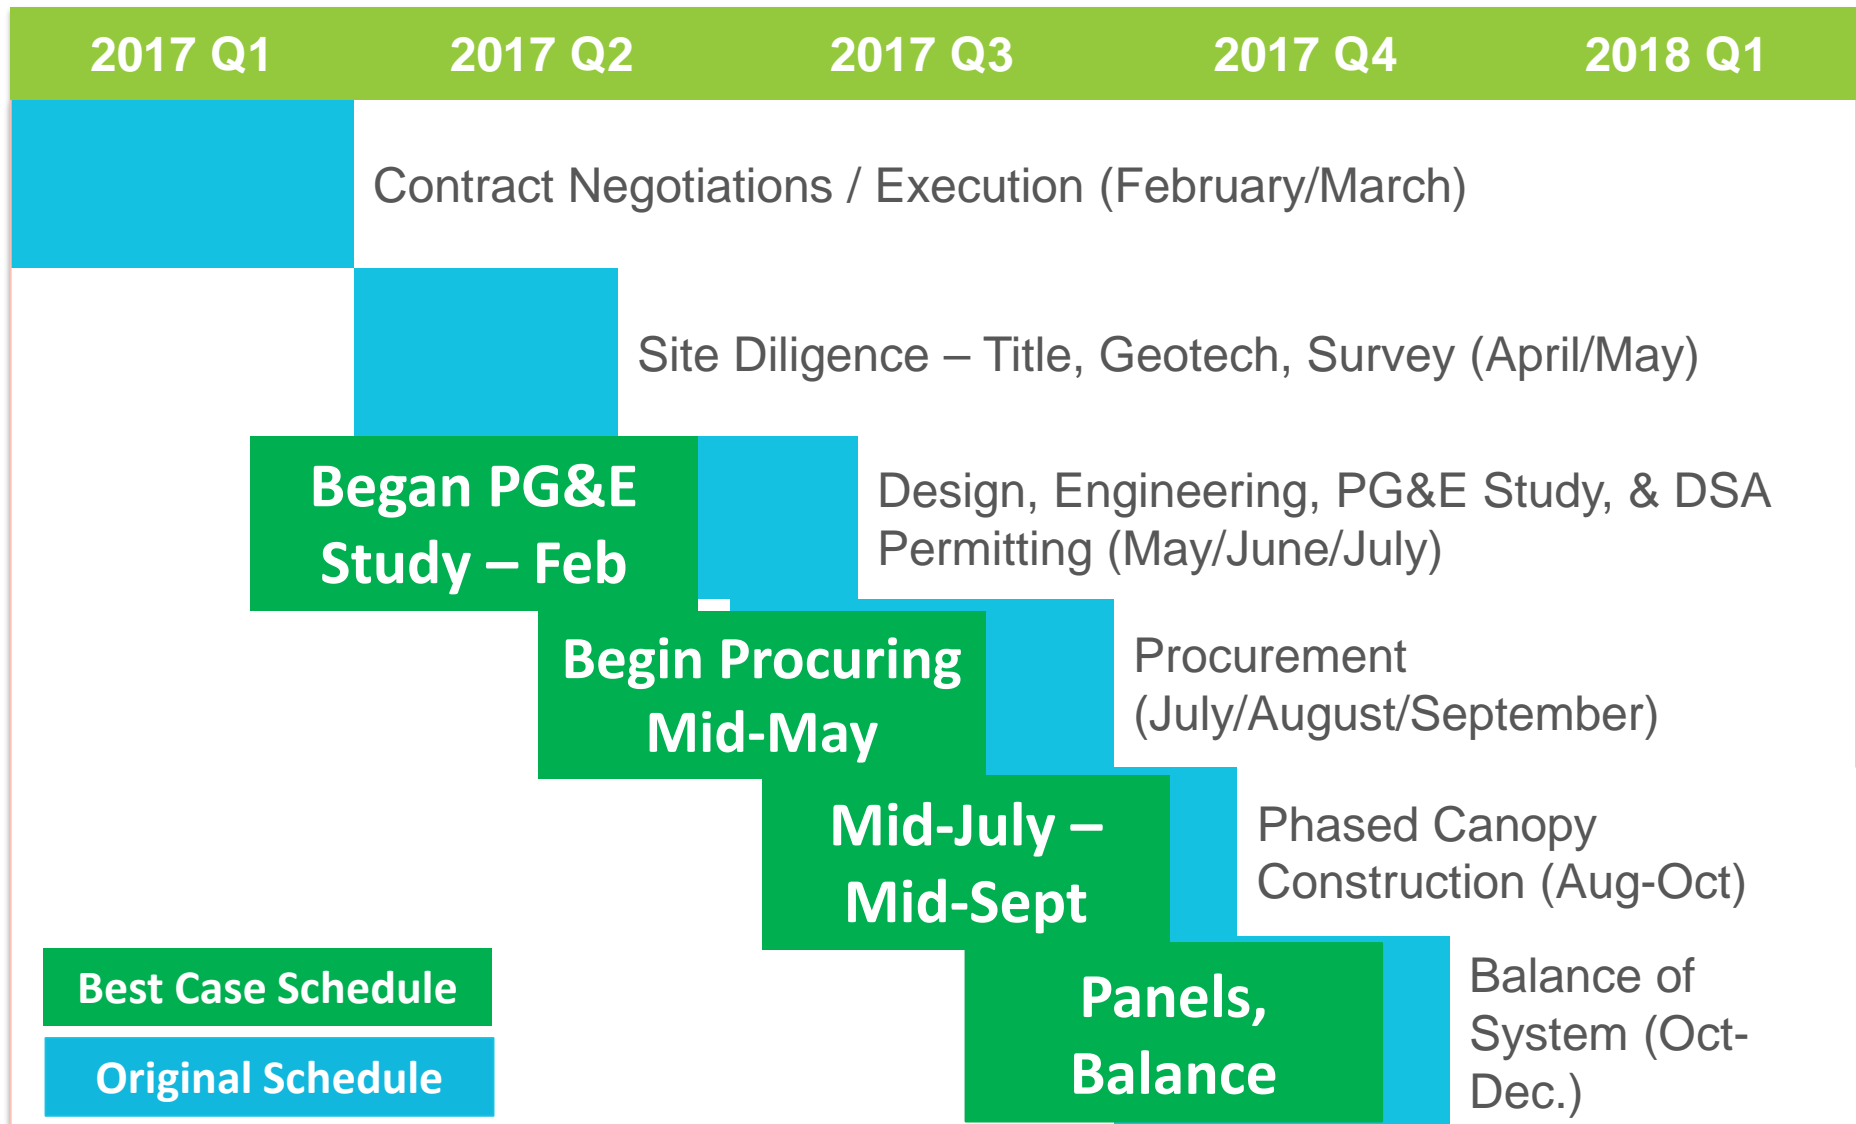 2017 Q1 2017 Q2 2017 Q3 2017 Q4 2018 Q1
Contract Negotiations / Execution (February/March)
Site Diligence – Title, Geotech, Survey (April/May)
Began PG&E
Study – Feb
Design, Engineering, PG&E Study, & DSA
Permitting (May/June/July)
Begin Procuring
Mid-May
Procurement
(July/August/September)
Mid-July –
Mid-Sept
Phased Canopy
Construction (Aug-Oct)
Panels,
Balance
Balance of
System (Oct-
Dec.)
Best Case Schedule
Original Schedule